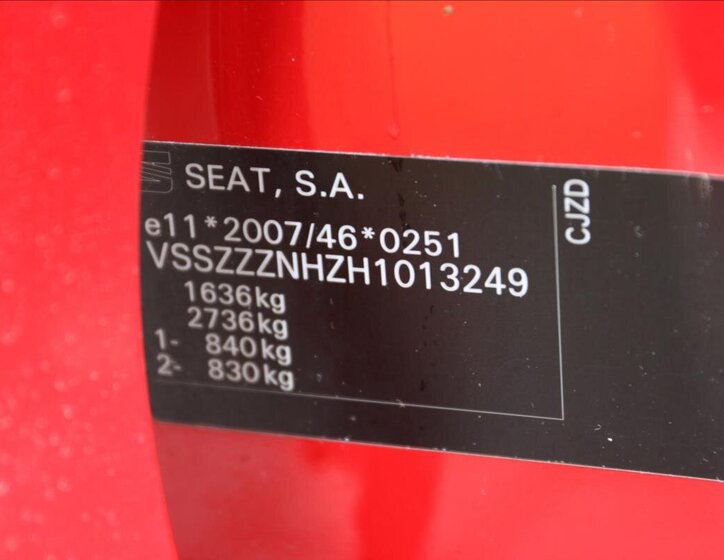 SEAT, S.A.
e11*2007/46*0251
VSSZZZNHZH1013249
1636kg
2736kg
1- 840kg
2- 830kg
CJZD